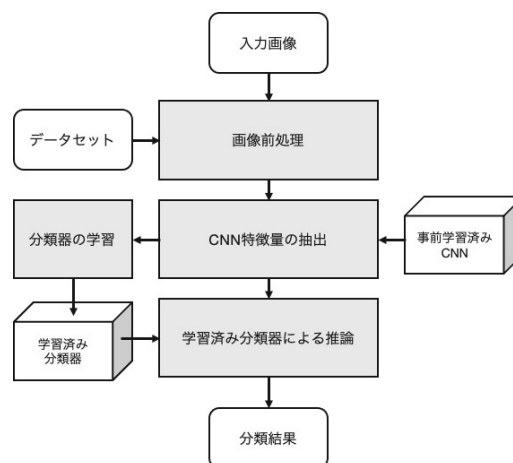 入力画像
データセット
画像前処理
分類器の学習
CNN特徴量の抽出
事前学習済み
CNN
学習済み
分類器
学習済み分類器による推論
分類結果